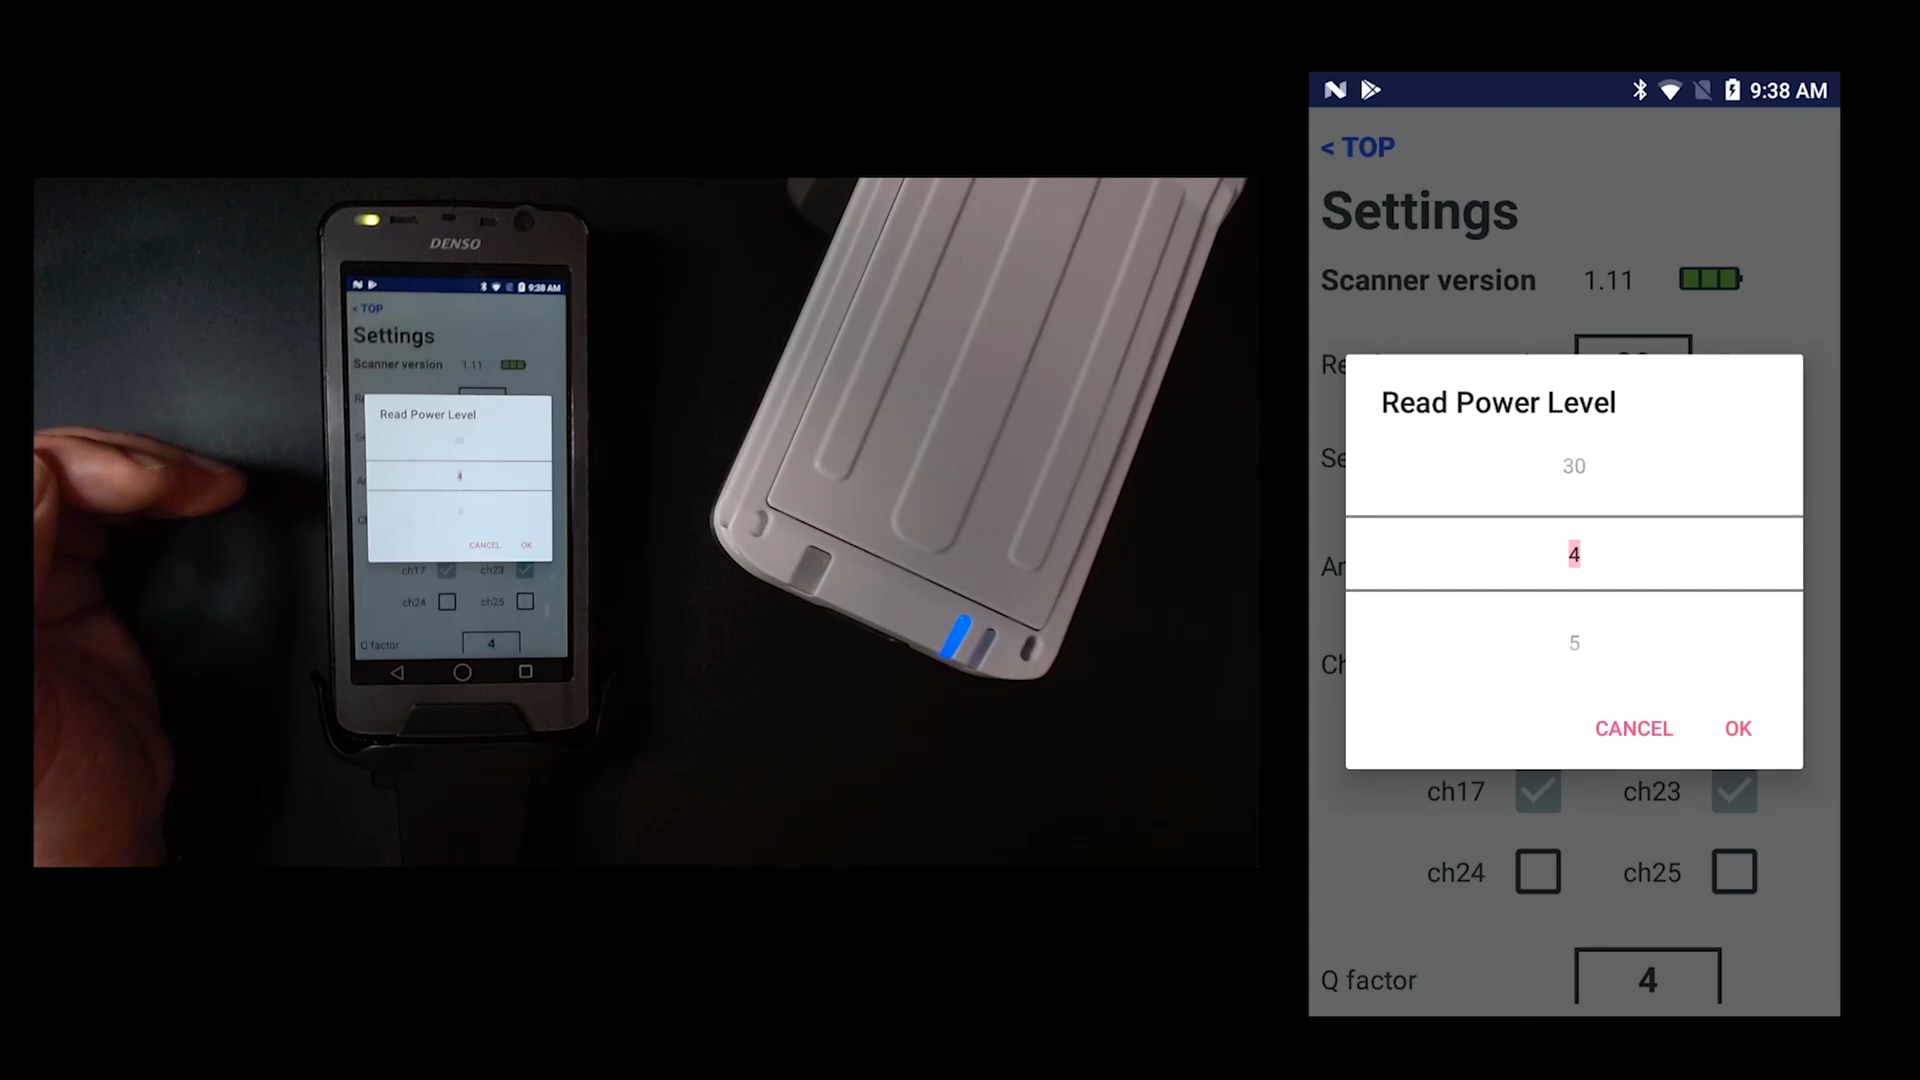 DENSO
9:38 AM
< TOP
Settings
Scanner version 1.11
Read Power Level
4
5
CANCEL OK
ch17 ch23
ch24 ch25
Q factor 4
9:38 AM
< TOP
Settings
Scanner version 1.11
Re
Read Power Level
30
Se
4
Ar
5
Ch
CANCEL OK
ch17 ch23
ch24 ch25
Q factor 4